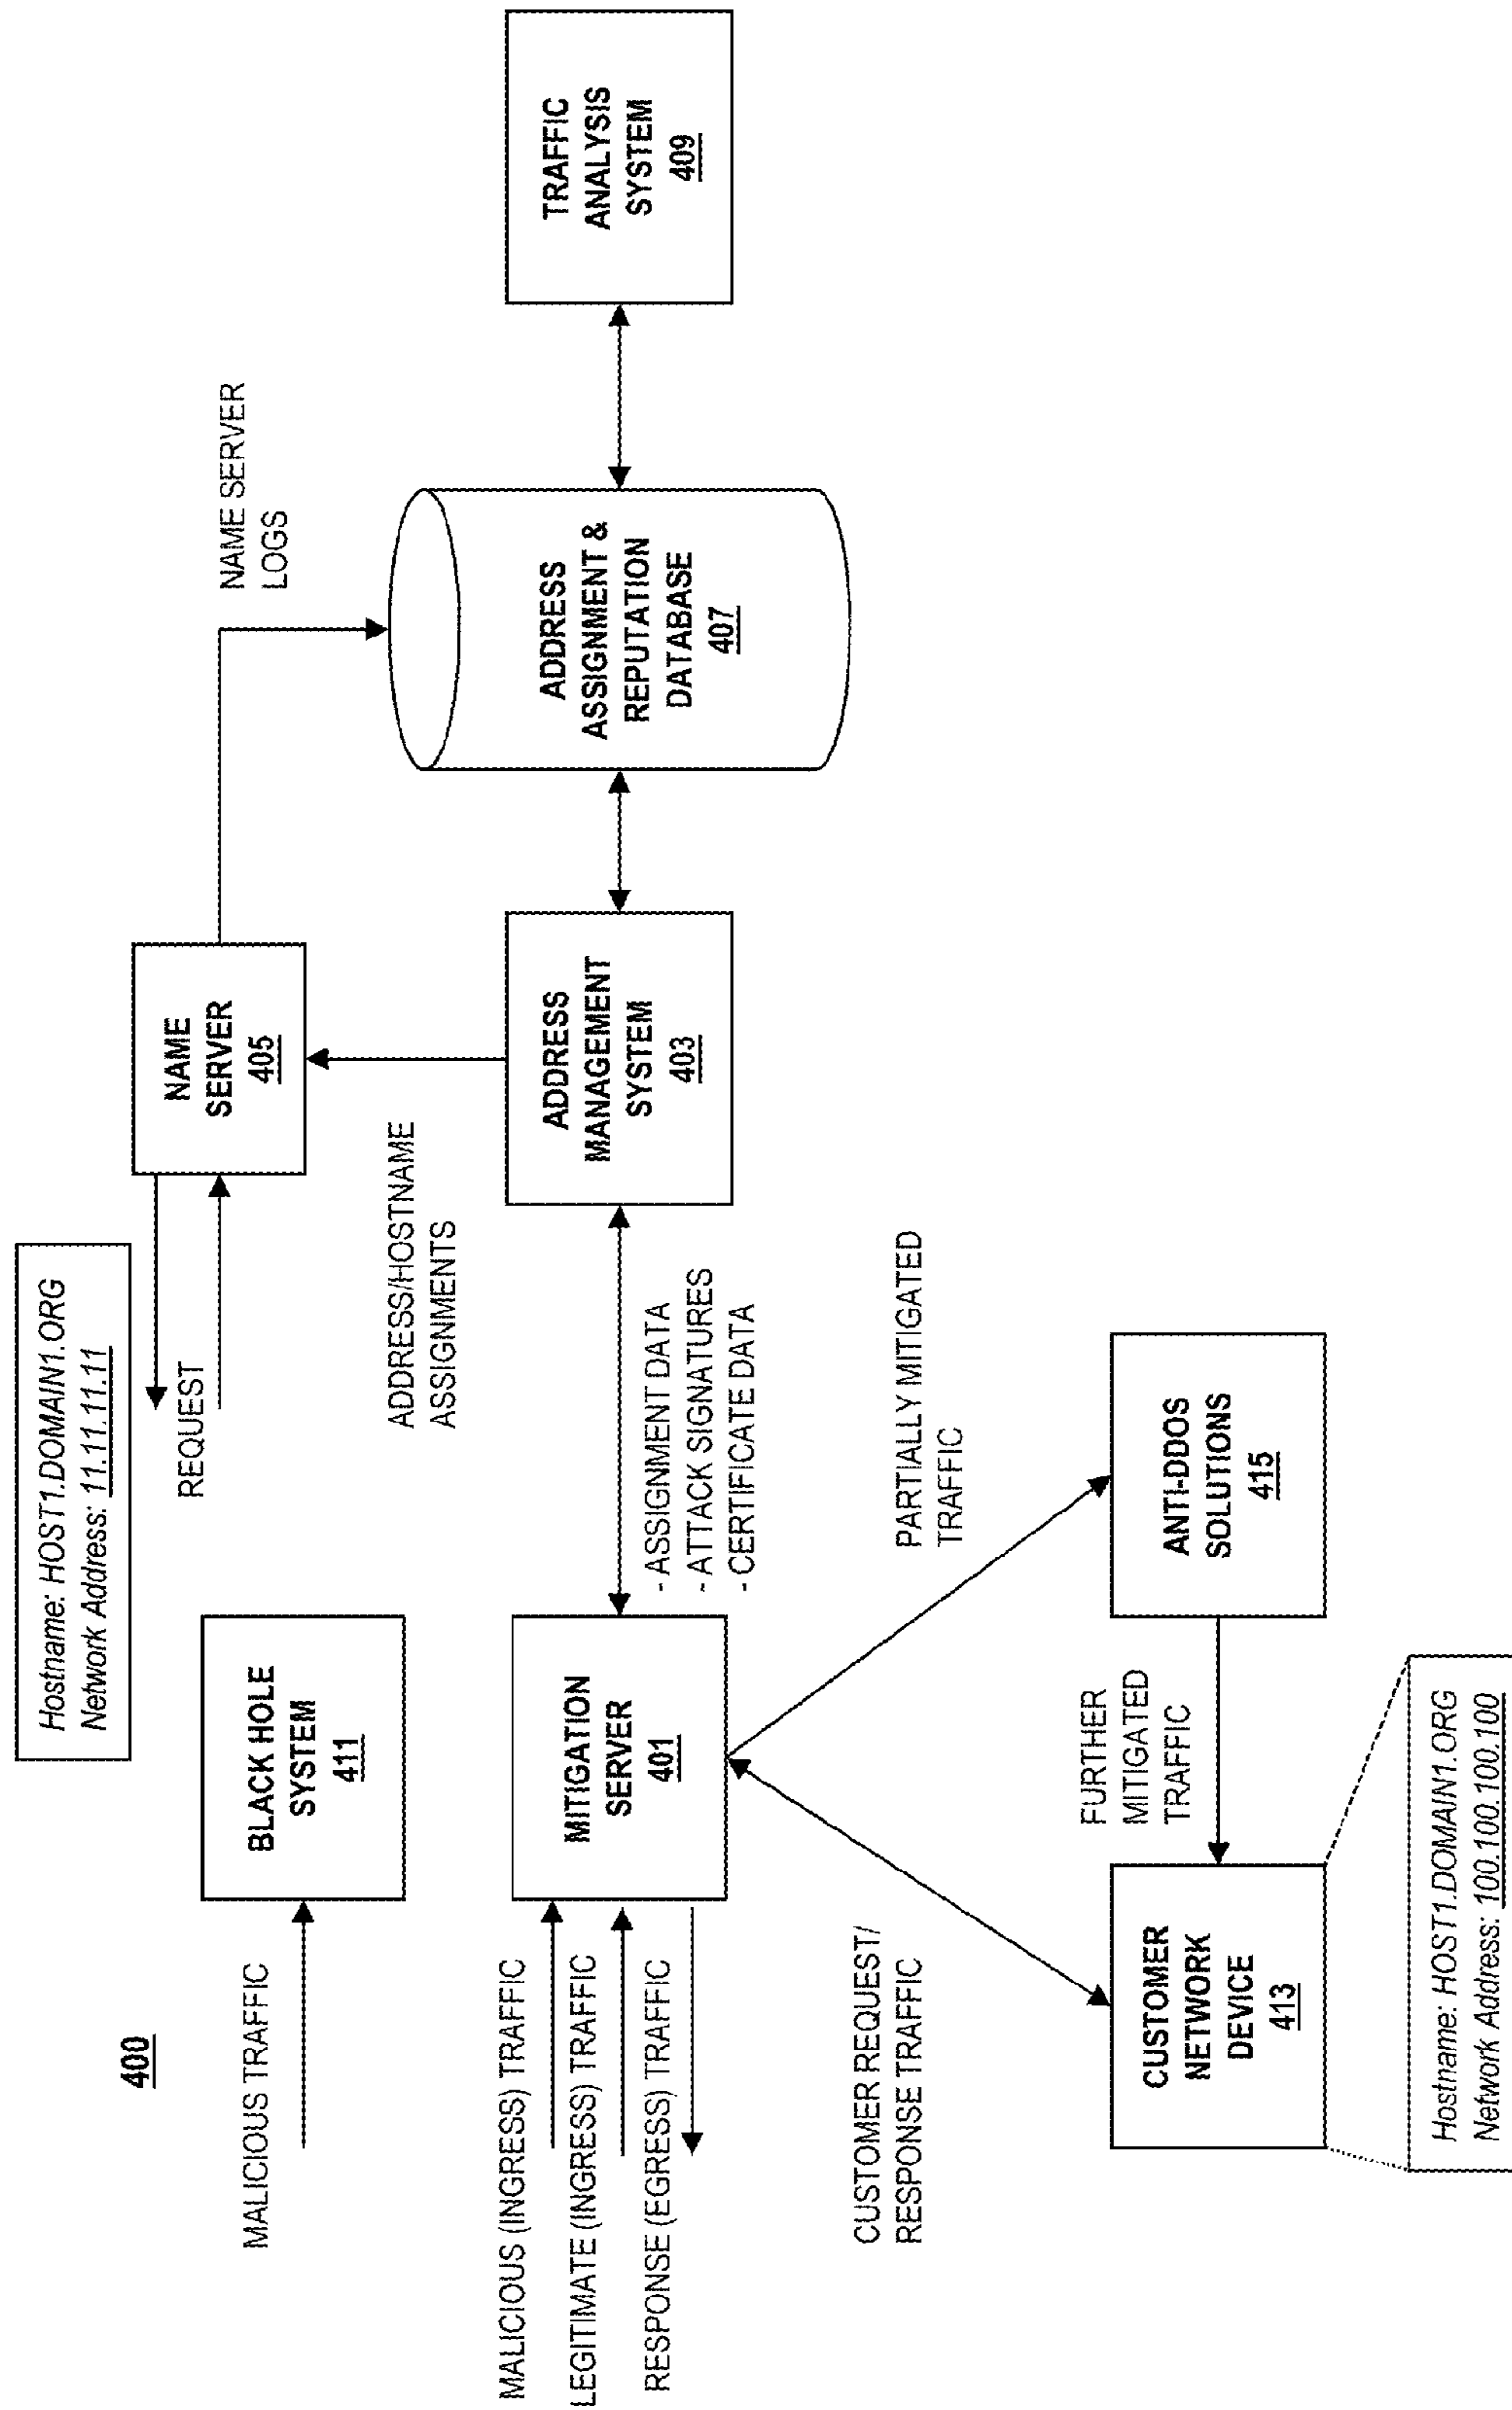 400
Hostname: HOST1.DOMAIN1.ORG
Network Address: 11.11.11.11
REQUEST
NAME
SERVER
405
NAME SERVER
LOGS
MALICIOUS TRAFFIC
BLACK HOLE
SYSTEM
411
ADDRESS/HOSTNAME
ASSIGNMENTS
MALICIOUS (INGRESS) TRAFFIC
LEGITIMATE (INGRESS) TRAFFIC
RESPONSE (EGRESS) TRAFFIC
MITIGATION
SERVER
401
- ASSIGNMENT DATA
- ATTACK SIGNATURES
- CERTIFICATE DATA
ADDRESS
MANAGEMENT
SYSTEM
403
ADDRESS
ASSIGNMENT &
REPUTATION
DATABASE
407
TRAFFIC
ANALYSIS
SYSTEM
409
CUSTOMER REQUEST/
RESPONSE TRAFFIC
PARTIALLY MITIGATED
TRAFFIC
CUSTOMER
NETWORK
DEVICE
413
FURTHER
MITIGATED
TRAFFIC
ANTI-DDOS
SOLUTIONS
415
Hostname: HOST1.DOMAIN1.ORG
Network Address: 100.100.100.100